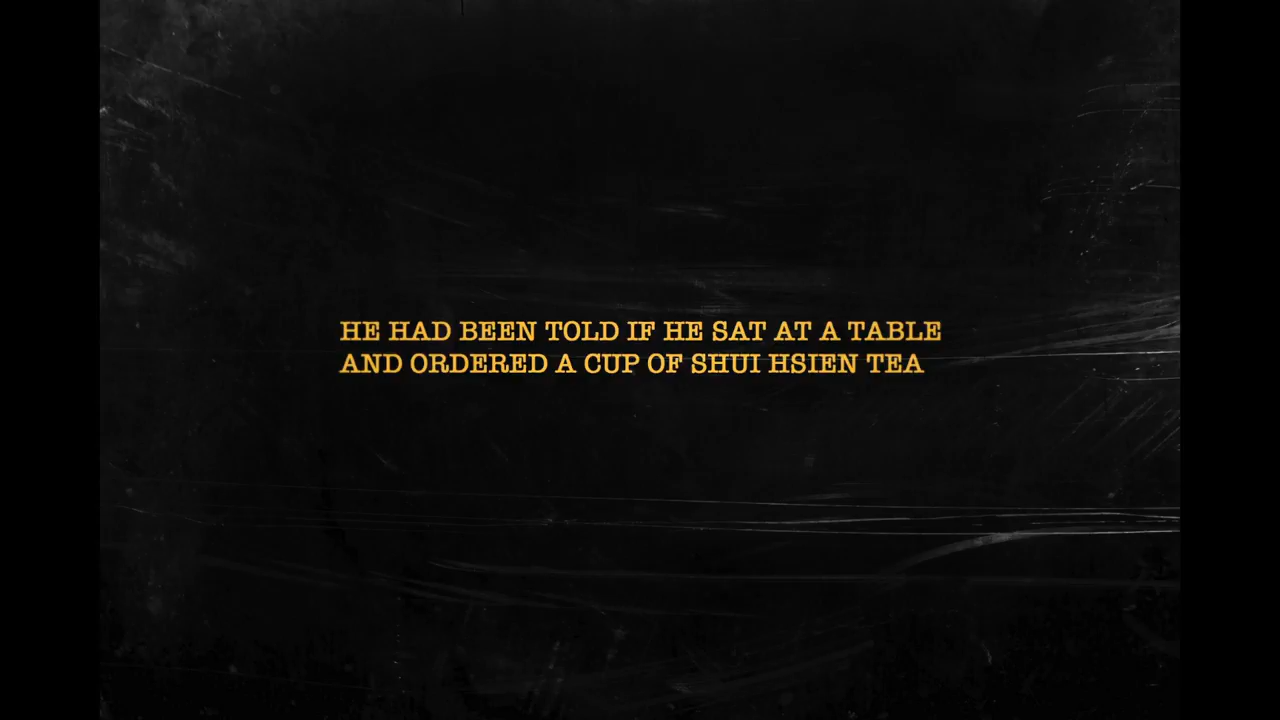 HE HAD BEEN TOLD IF HE SAT AT A TABLE
AND ORDERED A CUP OF SHUI HSIEN TEA